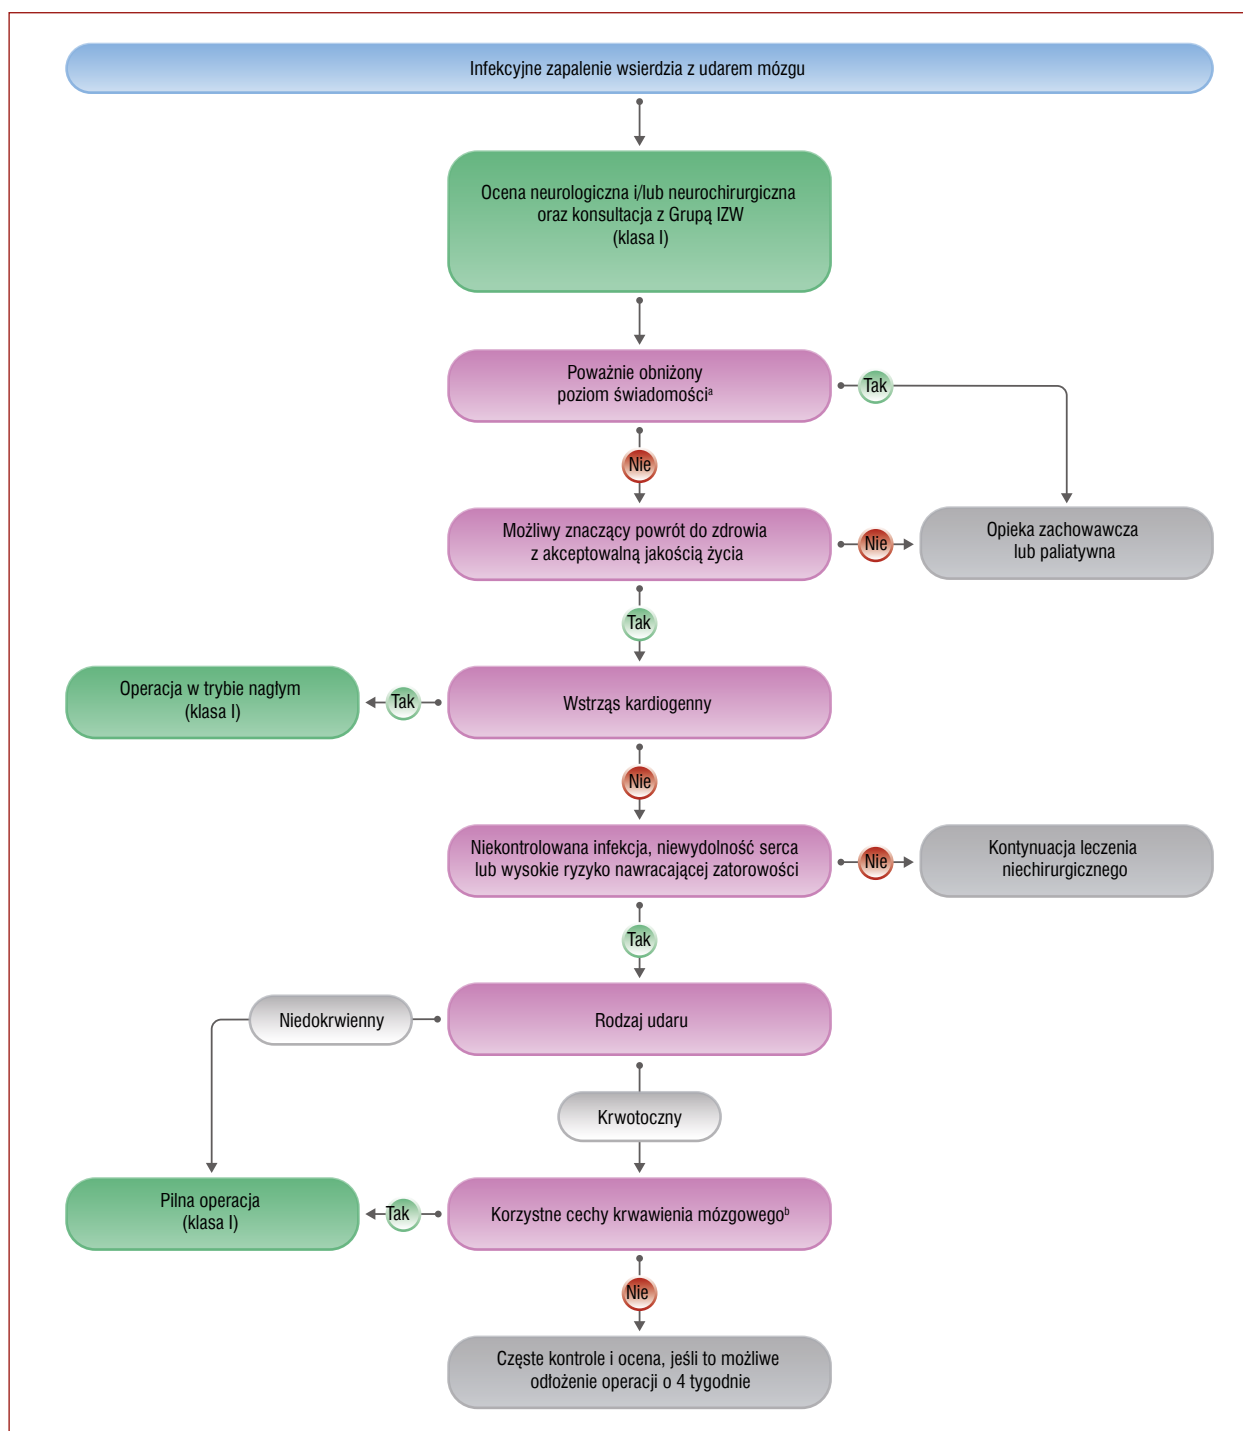 Infekcyjne zapalenie wsierdzia z udarem mózgu
Ocena neurologiczna i/lub neurochirurgiczna
oraz konsultacja z Grupą IZW
(klasa I)
Poważnie obniżony
poziom świadomościᵃ
Tak
Nie
Możliwy znaczący powrót do zdrowia
z akceptowalną jakością życia
Nie
Opieka zachowawcza
lub paliatywna
Tak
Operacja w trybie nagłym
(klasa I)
Tak
Wstrząs kardiogenny
Nie
Niekontrolowana infekcja, niewydolność serca
lub wysokie ryzyko nawracającej zatorowości
Nie
Kontynuacja leczenia
niechirurgicznego
Tak
Niedokrwienny
Rodzaj udaru
Krwotoczny
Pilna operacja
(klasa I)
Tak
Korzystne cechy krwawienia mózgowegoᵇ
Nie
Częste kontrole i ocena, jeśli to możliwe
odłożenie operacji o 4 tygodnie